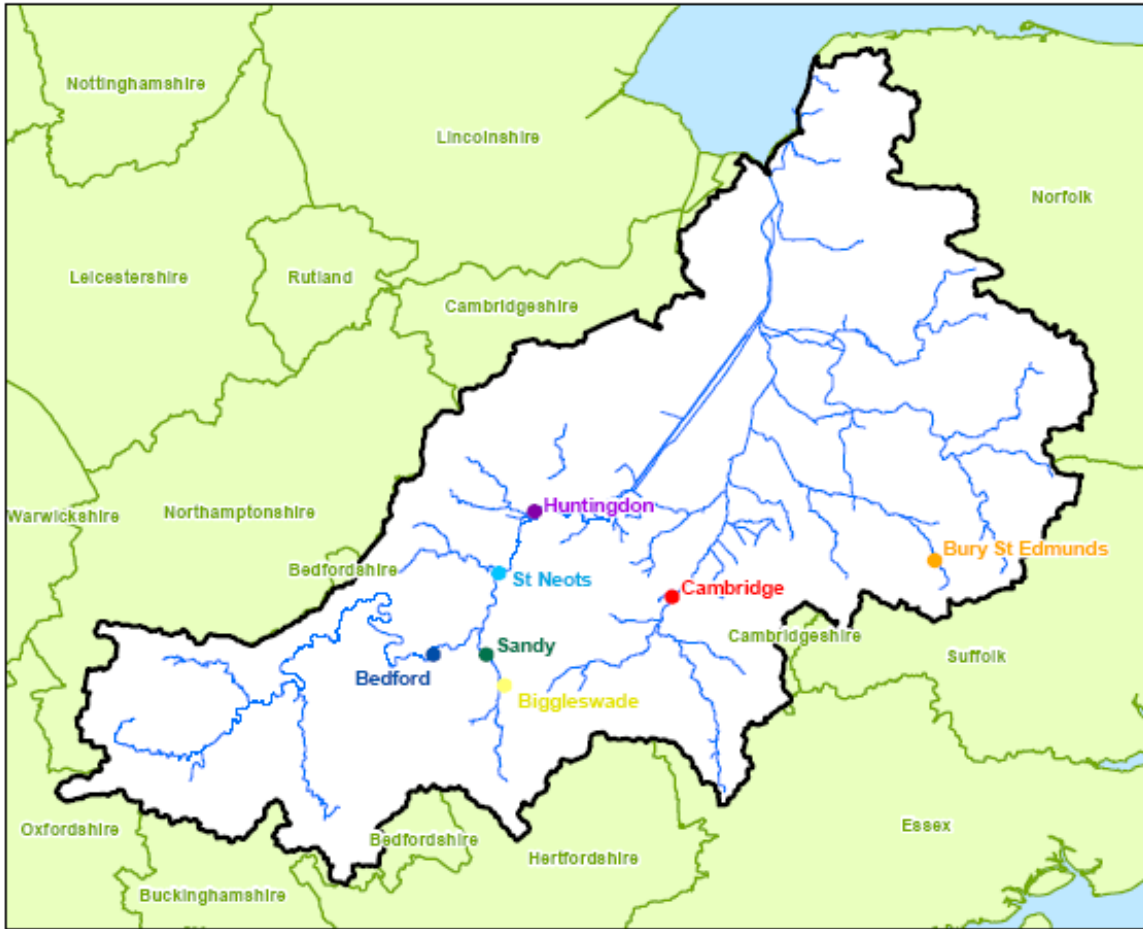 Nottinghamshire
Lincolnshire
Norfolk
Leicestershire
Rutland
Cambridgeshire
Warwickshire
Northamptonshire
Huntingdon
Bury St Edmunds
Bedfordshire
St Neots
Cambridge
Cambridgeshire
Suffolk
Sandy
Bedford
Biggleswade
Oxfordshire
Bedfordshire
Essex
Hertfordshire
Buckinghamshire